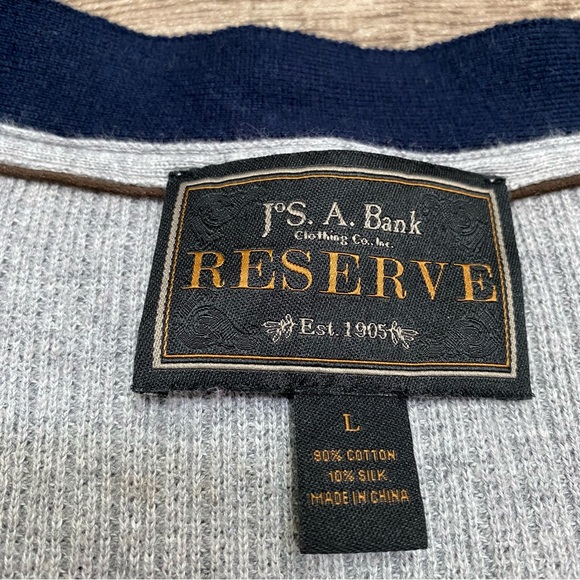 JoS. A. Bank
Clothing Co., Inc.
RESERVE
Est. 1905
L
90% COTTON
10% SILK
MADE IN CHINA